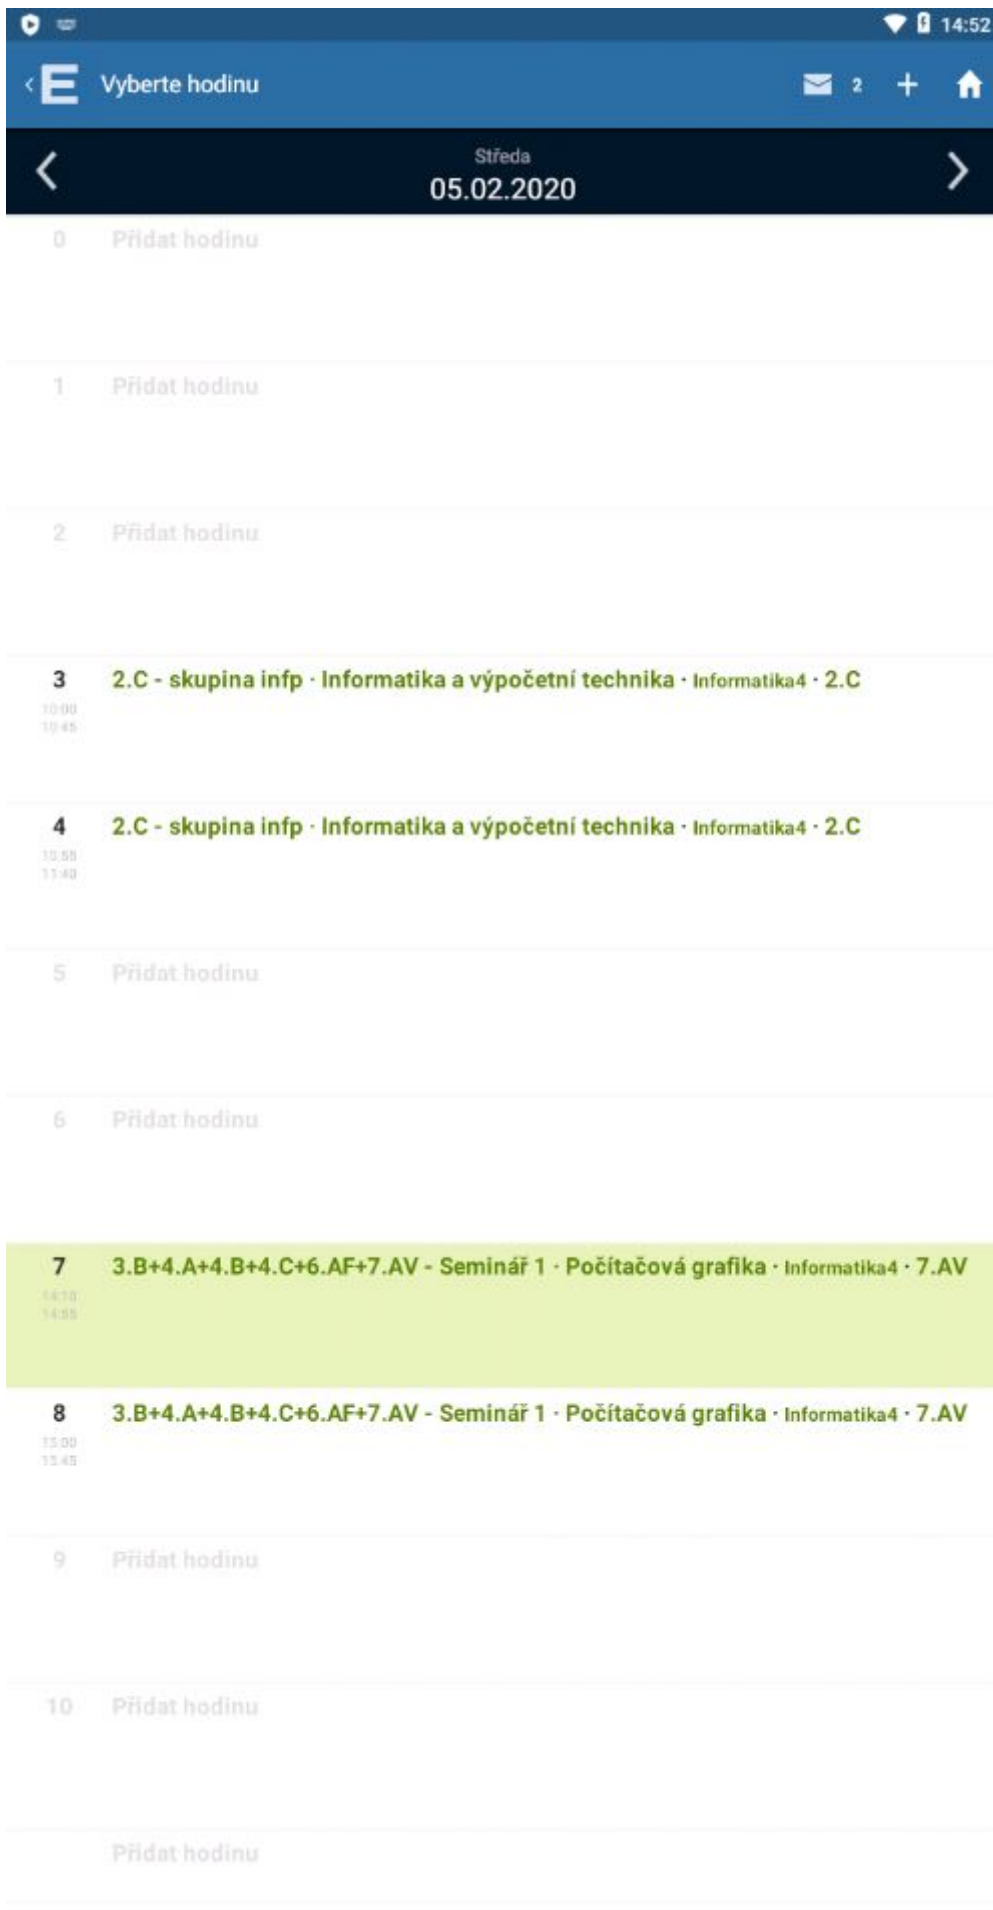 14:52
E Vyberte hodinu 2
Středa
05.02.2020
0 Přidat hodinu
1 Přidat hodinu
2 Přidat hodinu
3 2.C - skupina infp · Informatika a výpočetní technika · Informatika4 · 2.C
10:00
10:45
4 2.C - skupina infp · Informatika a výpočetní technika · Informatika4 · 2.C
10:55
11:40
5 Přidat hodinu
6 Přidat hodinu
7 3.B+4.A+4.B+4.C+6.AF+7.AV - Seminář 1 · Počítačová grafika · Informatika4 · 7.AV
14:10
14:55
8 3.B+4.A+4.B+4.C+6.AF+7.AV - Seminář 1 · Počítačová grafika · Informatika4 · 7.AV
15:00
15:45
9 Přidat hodinu
10 Přidat hodinu
Přidat hodinu